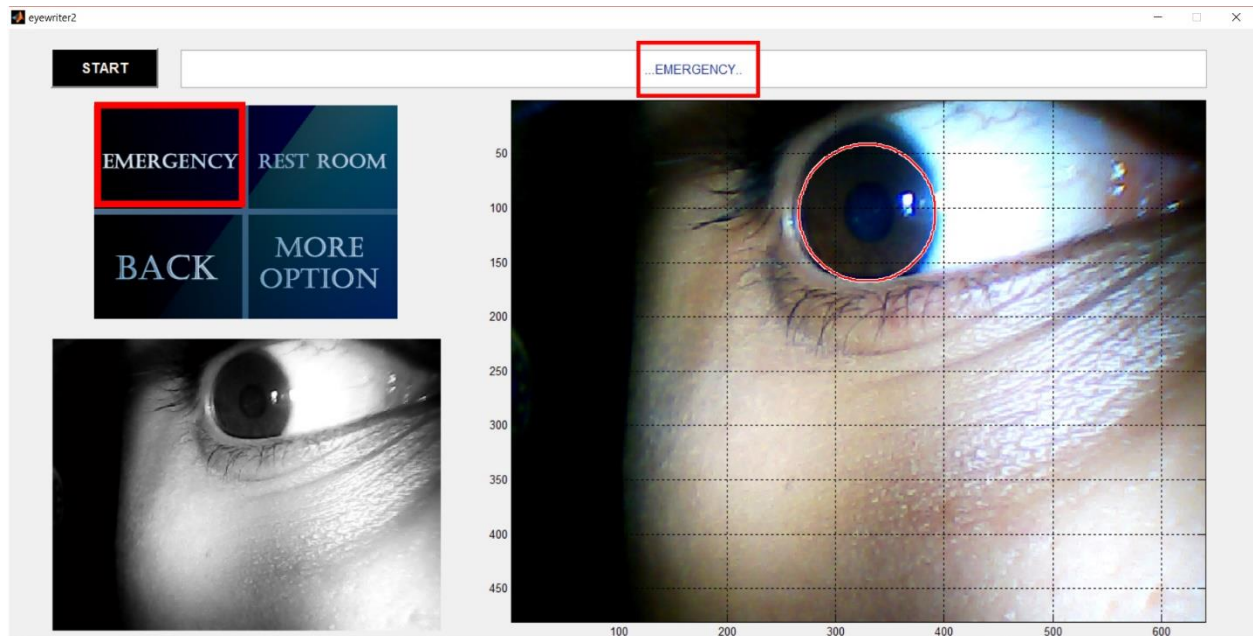 eyewriter2
START
...EMERGENCY..
EMERGENCY
REST ROOM
BACK
MORE
OPTION
50
100
150
200
250
300
350
400
450
100
200
300
400
500
600